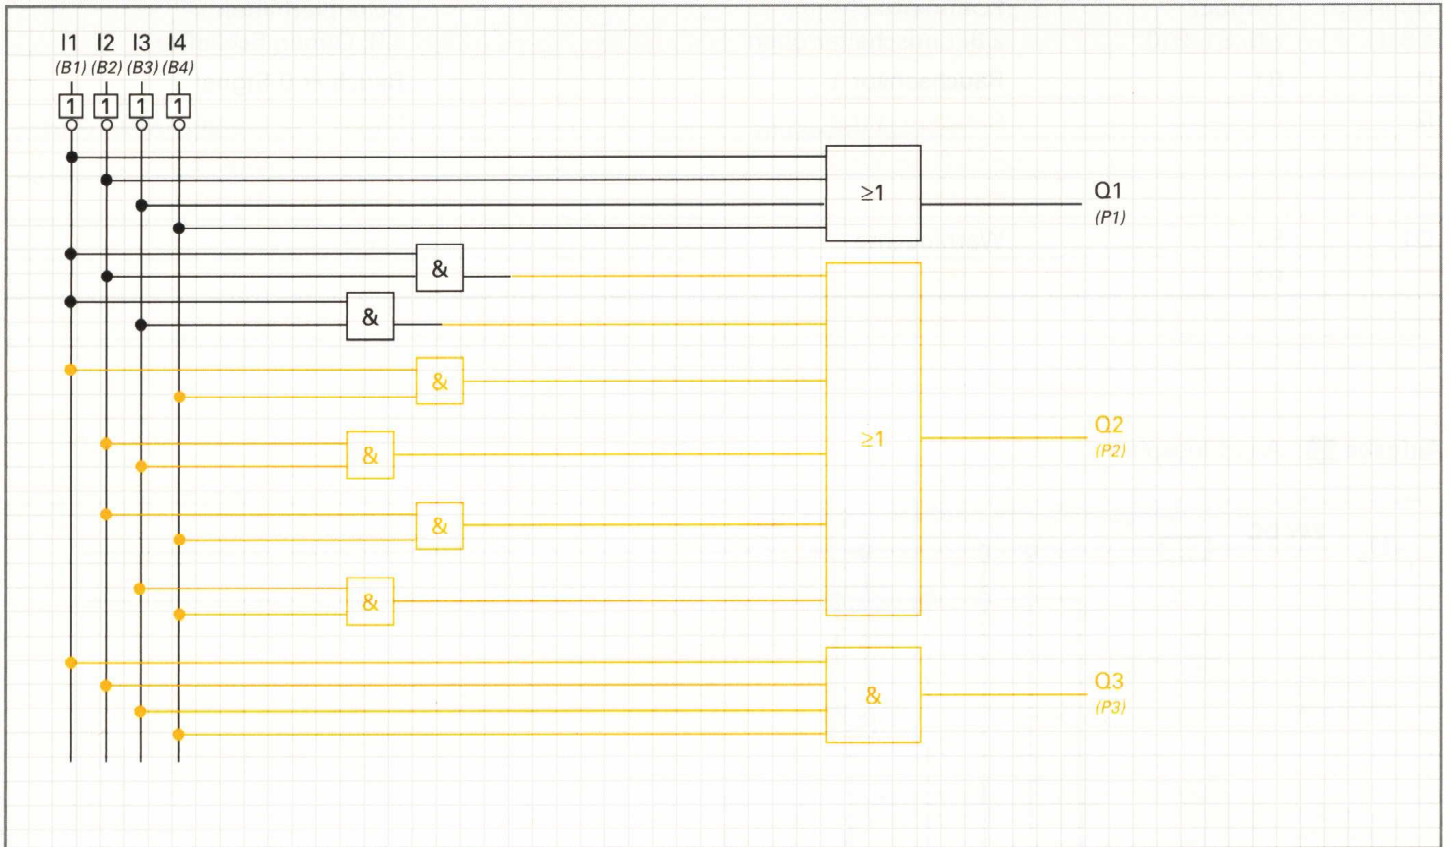 I1 I2 I3 I4
(B1) (B2) (B3) (B4)
1 1 1 1
≥1
Q1
(P1)
&
&
&
≥1
Q2
(P2)
&
&
&
&
Q3
(P3)